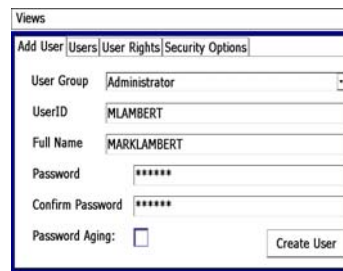 Views
Add User Users User Rights Security Options
User Group Administrator
UserID MLAMBERT
Full Name MARKLAMBERT
Password ******
Confirm Password ******
Password Aging:
Create User